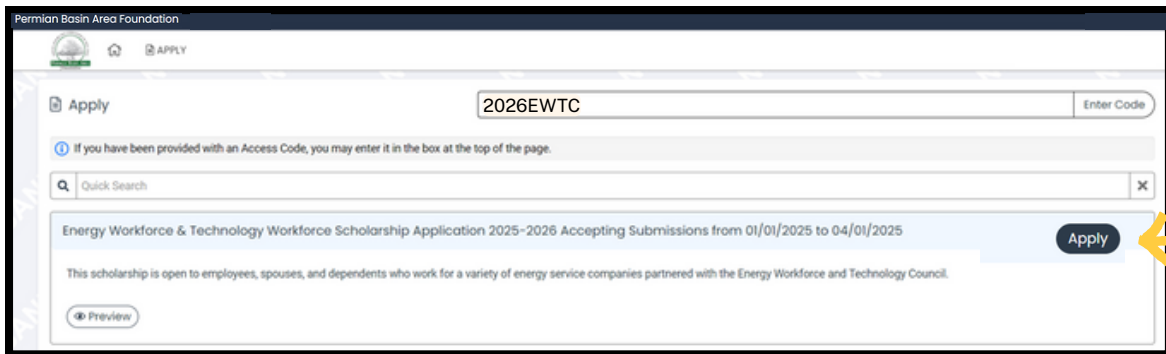 Permian Basin Area Foundation
APPLY
Apply
2026EWTC
Enter Code
If you have been provided with an Access Code, you may enter it in the box at the top of the page.
Quick Search
Energy Workforce & Technology Workforce Scholarship Application 2025-2026 Accepting Submissions from 01/01/2025 to 04/01/2025
Apply
This scholarship is open to employees, spouses, and dependents who work for a variety of energy service companies partnered with the Energy Workforce and Technology Council.
Preview